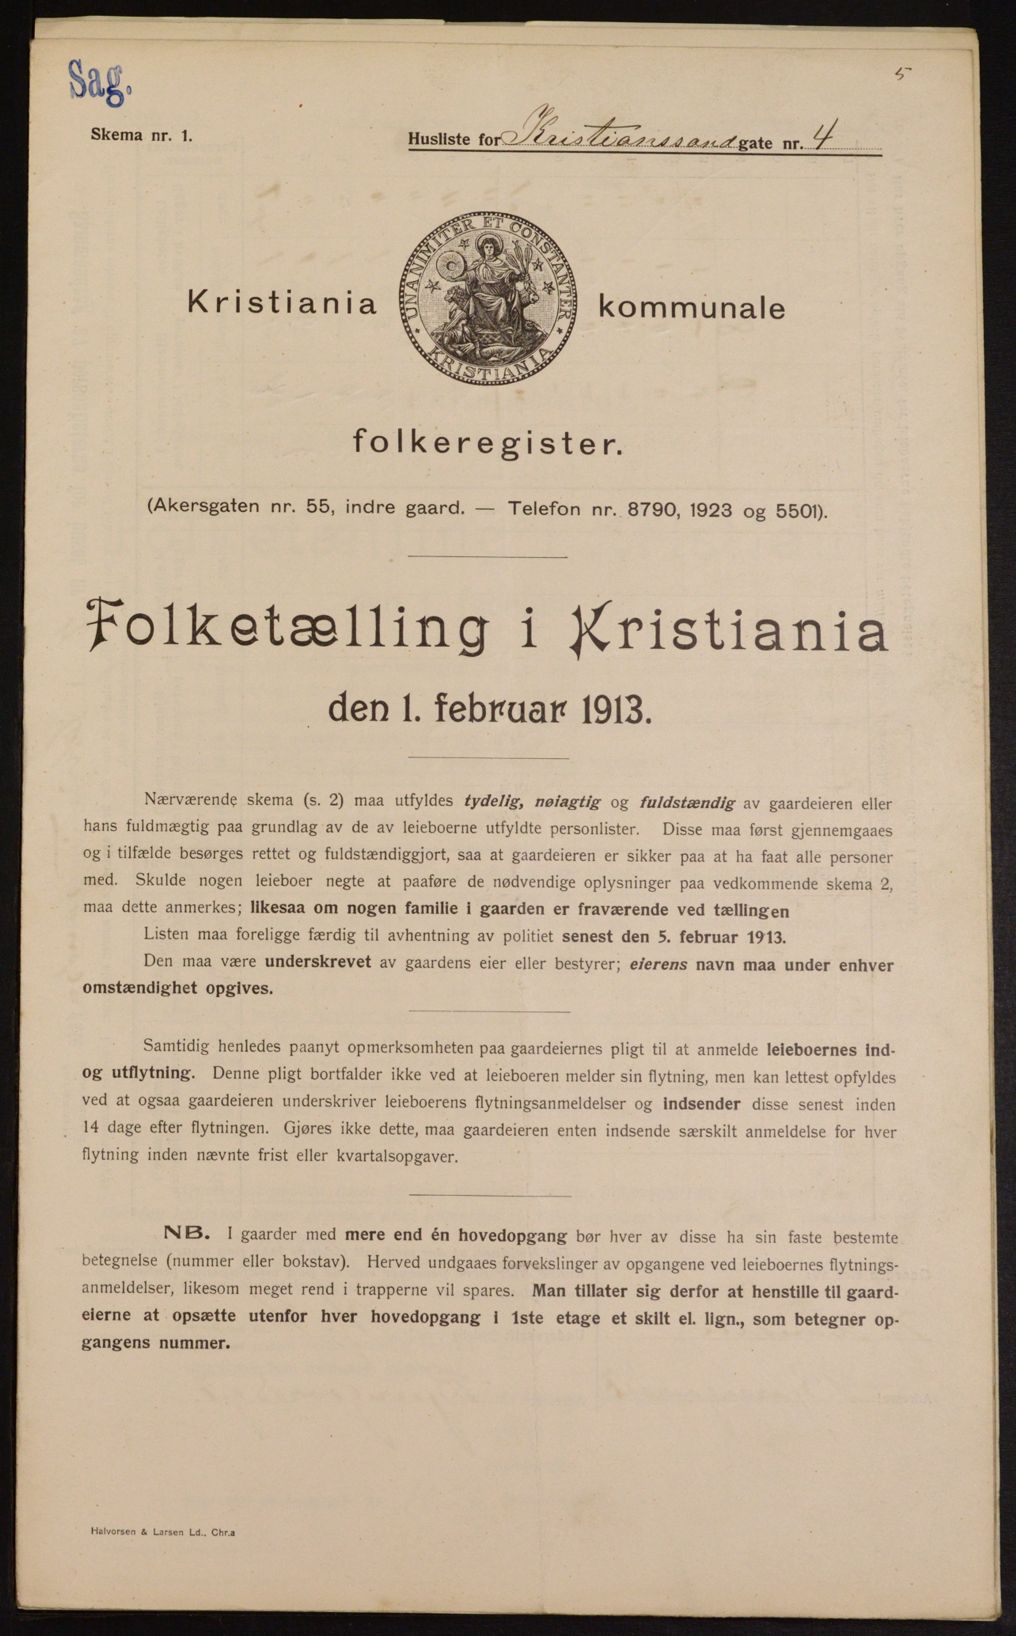 Sag.
5
Skema nr. 1.
Husliste for Kristianssand gate nr. 4
UNANIMITER ET CONSTANTER
KRISTIANIA
Kristiania kommunale
folkeregister.
(Akersgaten nr. 55, indre gaard. — Telefon nr. 8790, 1923 og 5501).
Folketælling i Kristiania
den 1. februar 1913.
Nærværende skema (s. 2) maa utfyldes tydelig, nøiagtig og fuldstændig av gaardeieren eller
hans fuldmægtig paa grundlag av de av leieboerne utfyldte personlister. Disse maa først gjennemgaaes
og i tilfælde besørges rettet og fuldstændiggjort, saa at gaardeieren er sikker paa at ha faat alle personer
med. Skulde nogen leieboer negte at paaføre de nødvendige oplysninger paa vedkommende skema 2,
maa dette anmerkes; likesaa om nogen familie i gaarden er fraværende ved tællingen
Listen maa foreligge færdig til avhentning av politiet senest den 5. februar 1913.
Den maa være underskrevet av gaardens eier eller bestyrer; eierens navn maa under enhver
omstændighet opgives.
Samtidig henledes paanyt opmerksomheten paa gaardeiernes pligt til at anmelde leieboernes ind-
og utflytning. Denne pligt bortfalder ikke ved at leieboeren melder sin flytning, men kan lettest opfyldes
ved at ogsaa gaardeieren underskriver leieboerens flytningsanmeldelser og indsender disse senest inden
14 dage efter flytningen. Gjøres ikke dette, maa gaardeieren enten indsende særskilt anmeldelse for hver
flytning inden nævnte frist eller kvartalsopgaver.
NB. I gaarder med mere end én hovedopgang bør hver av disse ha sin faste bestemte
betegnelse (nummer eller bokstav). Herved undgaaes forvekslinger av opgangene ved leieboernes flytnings-
anmeldelser, likesom meget rend i trapperne vil spares. Man tillater sig derfor at henstille til gaard-
eierne at opsætte utenfor hver hovedopgang i 1ste etage et skilt el. lign., som betegner op-
gangens nummer.
Halvorsen & Larsen Ld., Chr.a